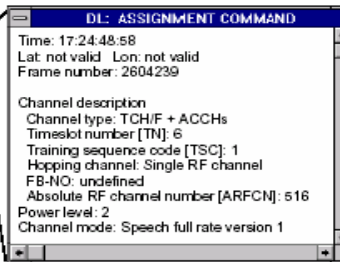 DL: ASSIGNMENT COMMAND
Time: 17:24:48:58
Lat: not valid Lon: not valid
Frame number: 2604239
Channel description
Channel type: TCH/F + ACCHs
Timeslot number [TN]: 6
Training sequence code [TSC]: 1
Hopping channel: Single RF channel
FB-NO: undefined
Absolute RF channel number [ARFCN]: 516
Power level: 2
Channel mode: Speech full rate version 1